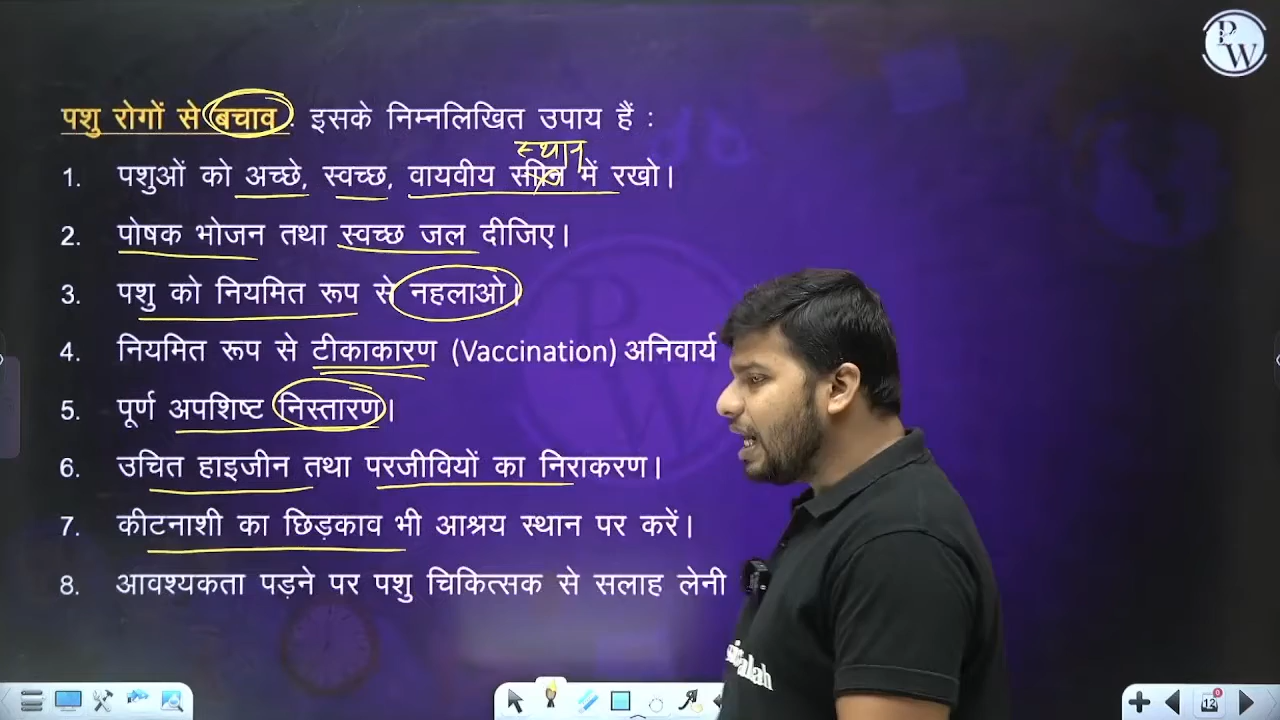 PW
पशु रोगों से बचाव : इसके निम्नलिखित उपाय हैं :
स्थान
1. पशुओं को अच्छे, स्वच्छ, वायवीय में रखो।
2. पोषक भोजन तथा स्वच्छ जल दीजिए।
3. पशु को नियमित रूप से नहलाओ।
4. नियमित रूप से टीकाकारण (Vaccination) अनिवार्य
5. पूर्ण अपशिष्ट निस्तारण।
6. उचित हाइजीन तथा परजीवियों का निराकरण।
7. कीटनाशी का छिड़काव भी आश्रय स्थान पर करें।
8. आवश्यकता पड़ने पर पशु चिकित्सक से सलाह लेनी
12